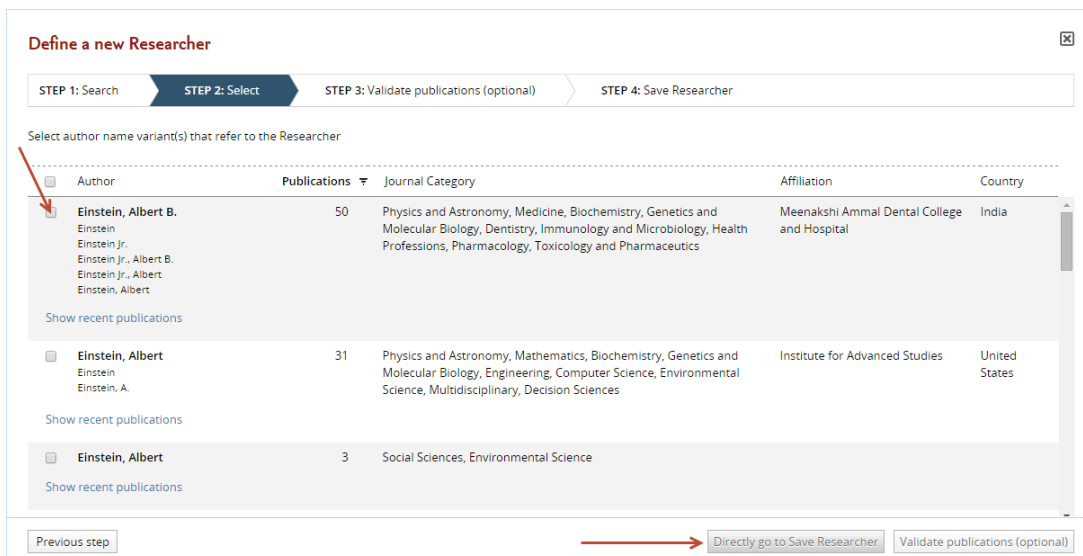 Define a new Researcher
STEP 1: Search
STEP 2: Select
STEP 3: Validate publications (optional)
STEP 4: Save Researcher
Select author name variant(s) that refer to the Researcher
Author Publications Journal Category Affiliation Country
Einstein, Albert B. 50 Physics and Astronomy, Medicine, Biochemistry, Genetics and Meenakshi Ammal Dental College India
Einstein Molecular Biology, Dentistry, Immunology and Microbiology, Health and Hospital
Einstein Jr. Professions, Pharmacology, Toxicology and Pharmaceutics
Einstein Jr., Albert B.
Einstein Jr., Albert
Einstein, Albert
Show recent publications
Einstein, Albert 31 Physics and Astronomy, Mathematics, Biochemistry, Genetics and Institute for Advanced Studies United
Einstein Molecular Biology, Engineering, Computer Science, Environmental States
Einstein, A. Science, Multidisciplinary, Decision Sciences
Show recent publications
Einstein, Albert 3 Social Sciences, Environmental Science
Show recent publications
Previous step Directly go to Save Researcher Validate publications (optional)